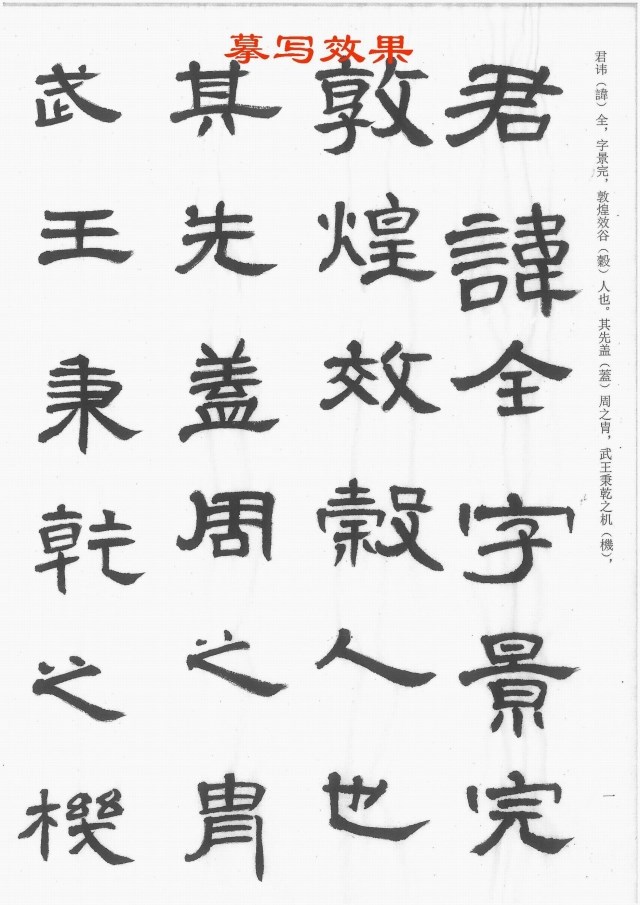 摹写效果
君讳（諱）全，字景完，敦煌效谷（穀）人也。其先盖（蓋）周之胄，武王秉乾之机（機），
君諱全字景完
敦煌效穀人也
其先蓋周之胄
武王秉乾之機
一